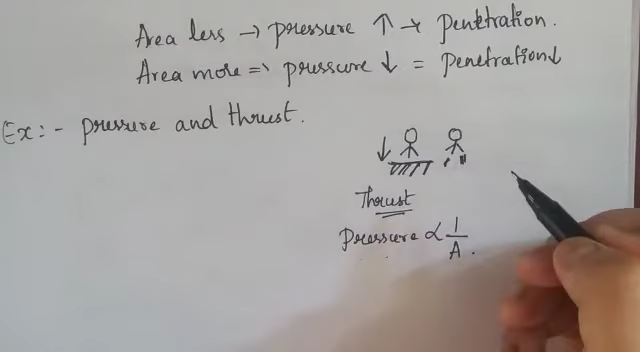 Area less → pressure ↑ → penetration.
Area more => pressure ↓ = penetration↓
Ex:- pressure and thrust.
↓
Thrust
Pressure ∝ 1/A.